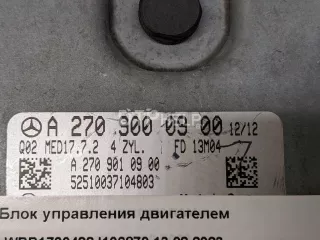 A 270 900 09 00 12/12
Q02 MED17.7.2 4 ZYL. FD 13M04
A 270 901 09 00
52510037104803
Блок управления двигателем